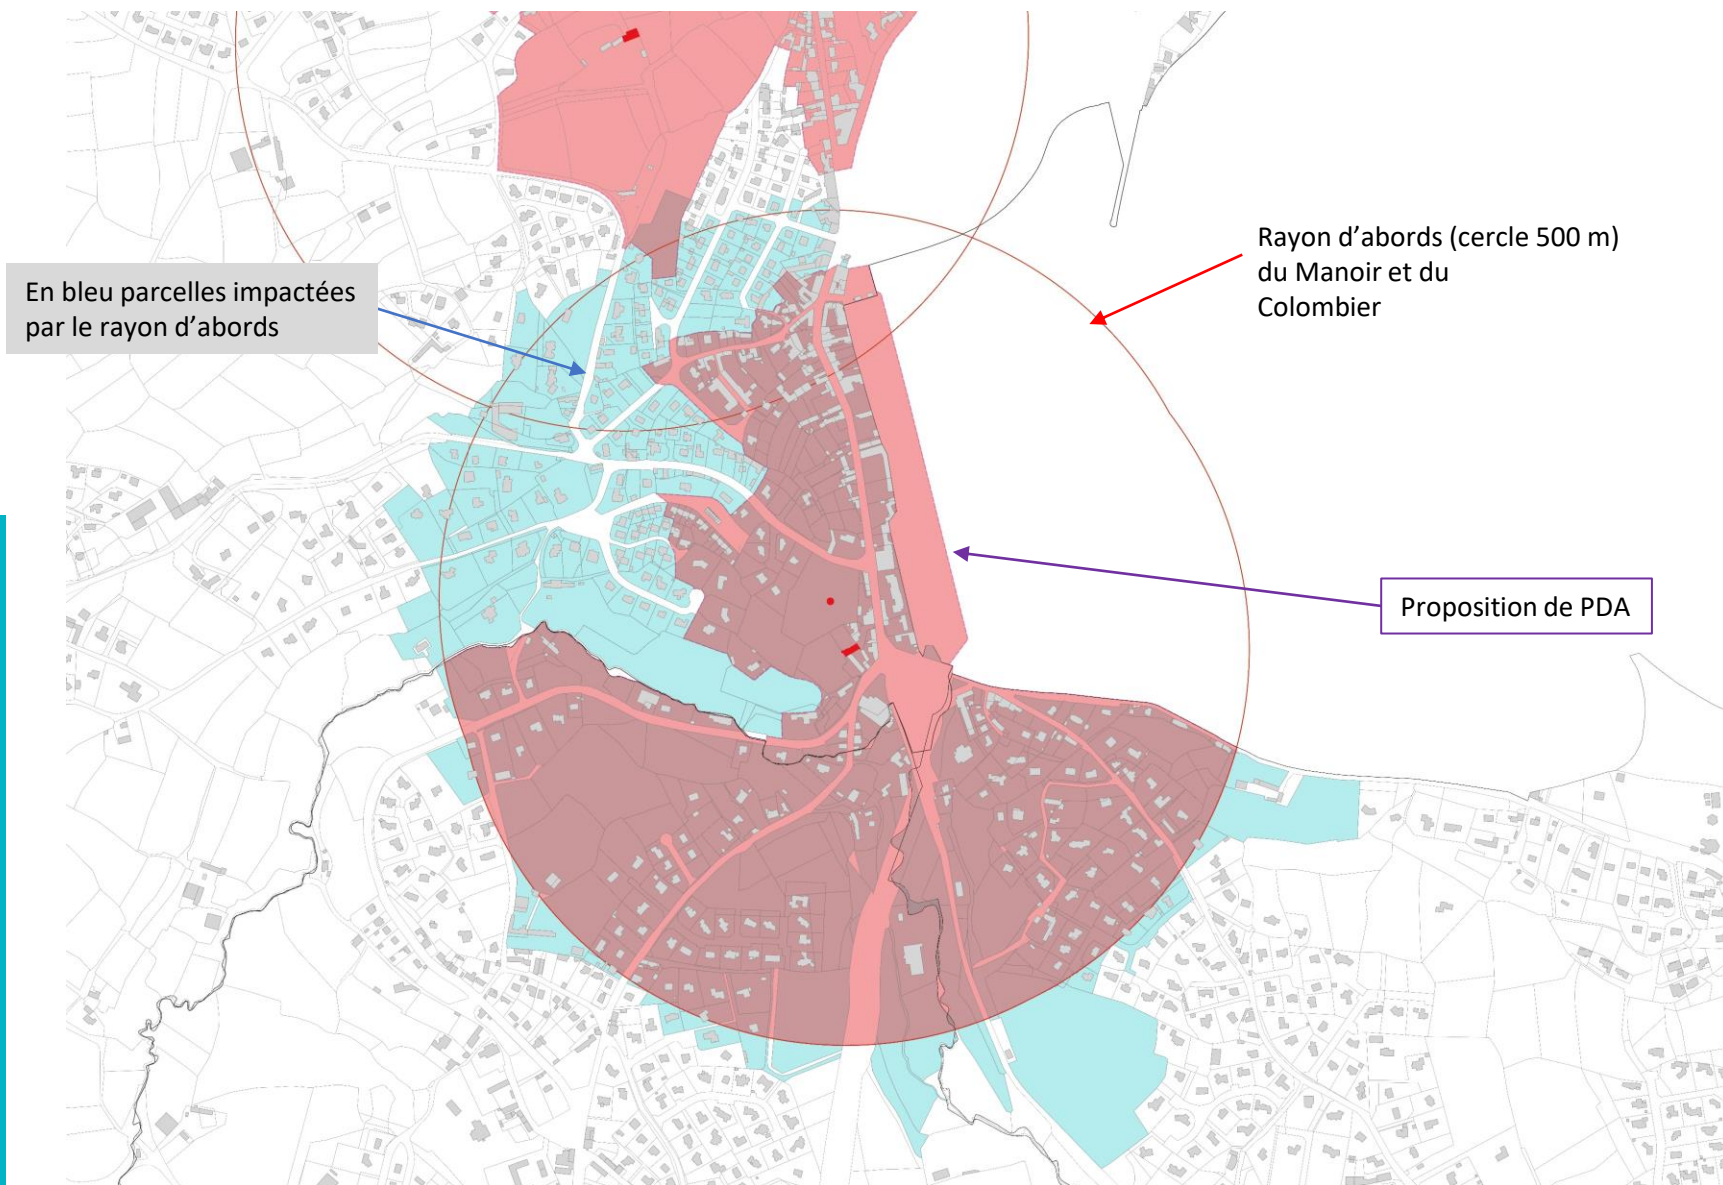 Rayon d’abords (cercle 500 m)
du Manoir et du
Colombier
En bleu parcelles impactées
par le rayon d’abords
Proposition de PDA